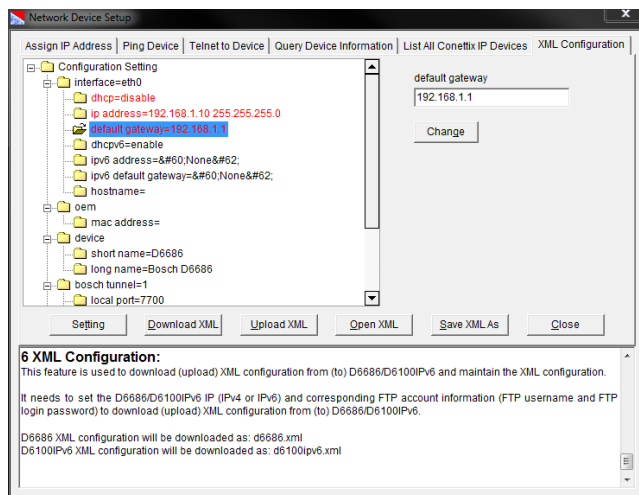 Network Device Setup
X
Assign IP Address Ping Device Telnet to Device Query Device Information List All Conettix IP Devices XML Configuration
Configuration Setting
interface=eth0
dhcp=disable
ip address=192.168.1.10 255.255.255.0
default gateway=192.168.1.1
dhcpv6=enable
ipv6 address=&#60;None&#62;
ipv6 default gateway=&#60;None&#62;
hostname=
oem
mac address=
device
short name=D6686
long name=Bosch D6686
bosch tunnel=1
local port=7700
default gateway
192.168.1.1
Change
Setting Download XML Upload XML Open XML Save XML As Close
6 XML Configuration:
This feature is used to download (upload) XML configuration from (to) D6686/D6100IPv6 and maintain the XML configuration.
It needs to set the D6686/D6100IPv6 IP (IPv4 or IPv6) and corresponding FTP account information (FTP username and FTP
login password) to download (upload) XML configuration from (to) D6686/D6100IPv6.
D6686 XML configuration will be downloaded as: d6686.xml
D6100IPv6 XML configuration will be downloaded as: d6100ipv6.xml